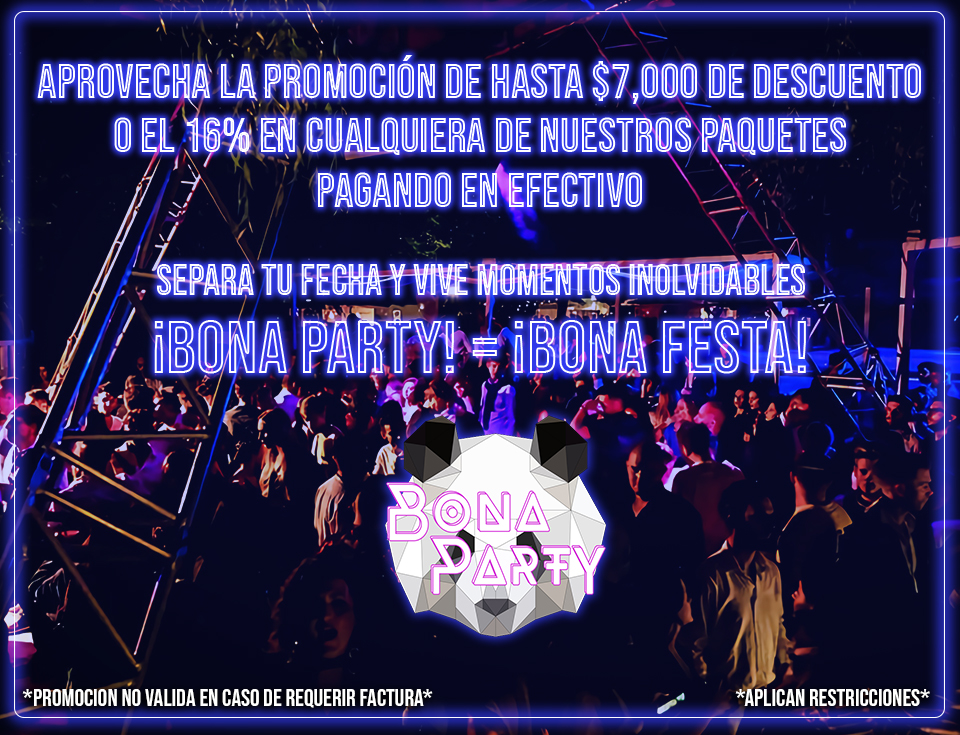 APROVECHA LA PROMOCIÓN DE HASTA $7,000 DE DESCUENTO
O EL 16% EN CUALQUIERA DE NUESTROS PAQUETES
PAGANDO EN EFECTIVO
SEPARA TU FECHA Y VIVE MOMENTOS INOLVIDABLES
¡BONA PARTY! = ¡BONA FESTA!
BONA
PARTY
*PROMOCION NO VALIDA EN CASO DE REQUERIR FACTURA*
*APLICAN RESTRICCIONES*